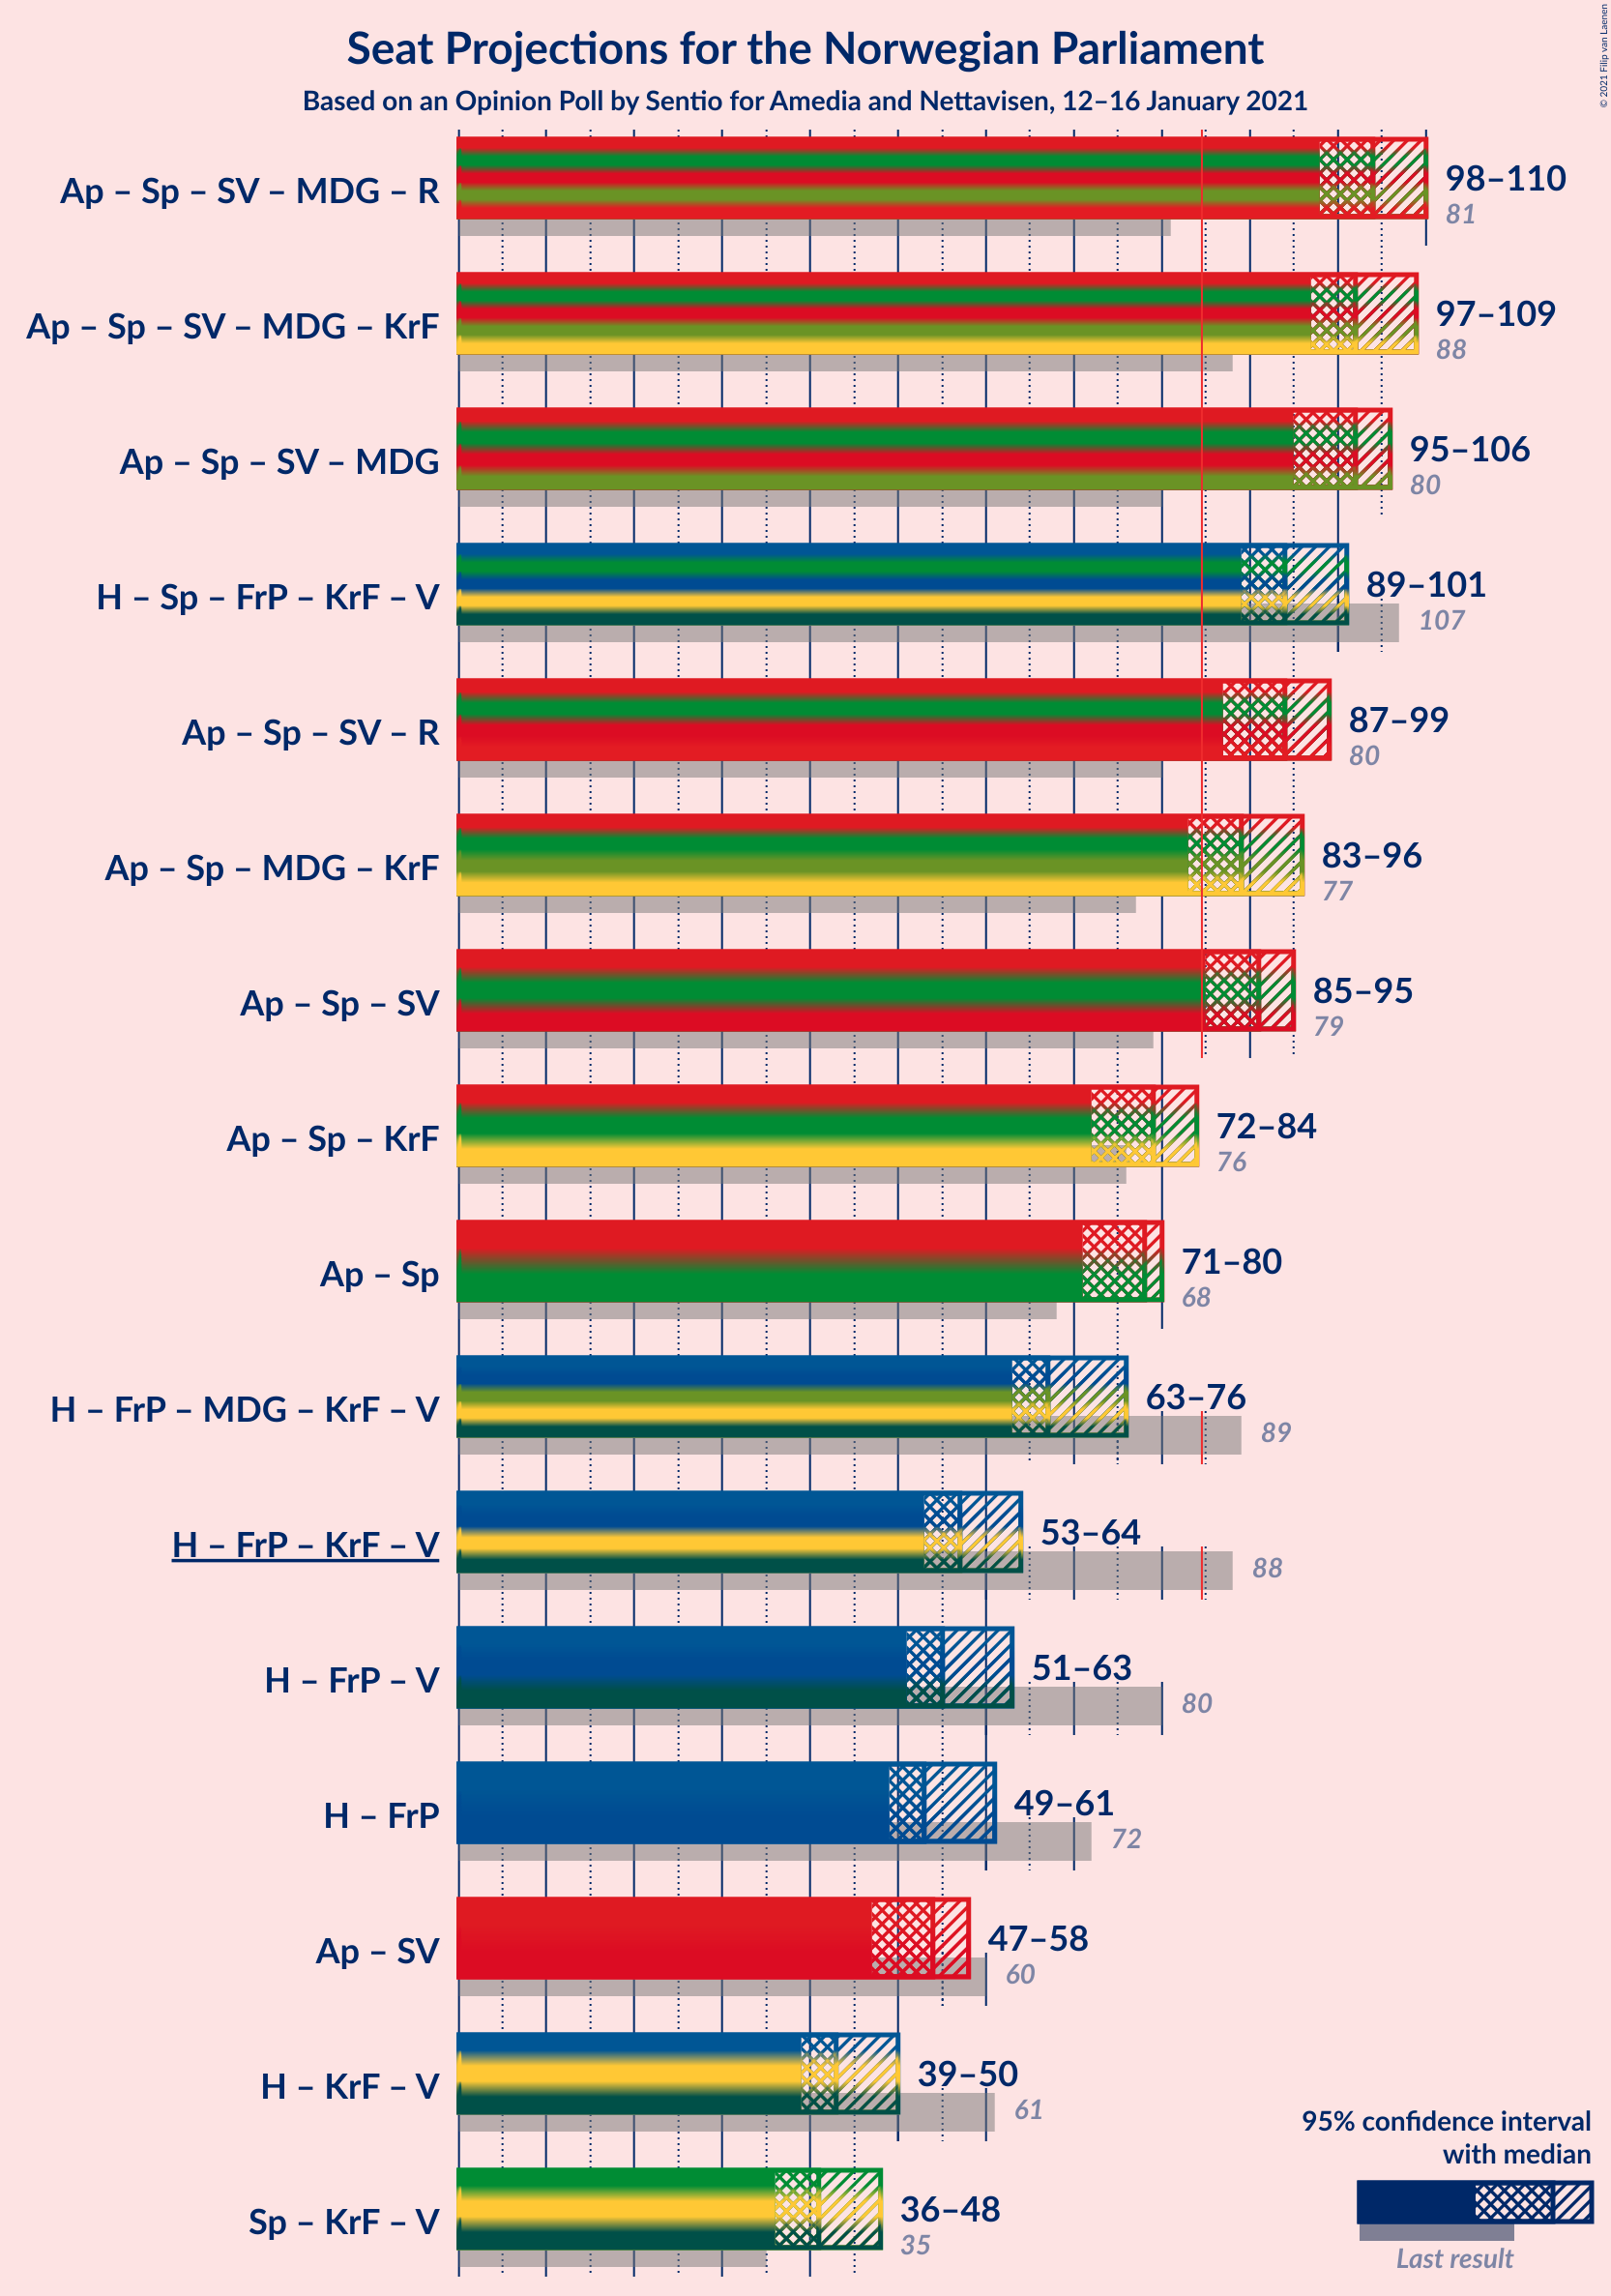 Seat Projections for the Norwegian Parliament
Based on an Opinion Poll by Sentio for Amedia and Nettavisen, 12–16 January 2021
© 2021 Filip van Laenen
Ap – Sp – SV – MDG – R
98–110
81
Ap – Sp – SV – MDG – KrF
97–109
88
Ap – Sp – SV – MDG
95–106
80
H – Sp – FrP – KrF – V
89–101
107
Ap – Sp – SV – R
87–99
80
Ap – Sp – MDG – KrF
83–96
77
Ap – Sp – SV
85–95
79
Ap – Sp – KrF
72–84
76
Ap – Sp
71–80
68
H – FrP – MDG – KrF – V
63–76
89
H – FrP – KrF – V
53–64
88
H – FrP – V
51–63
80
H – FrP
49–61
72
Ap – SV
47–58
60
H – KrF – V
39–50
61
Sp – KrF – V
36–48
35
95% confidence interval
with median
Last result